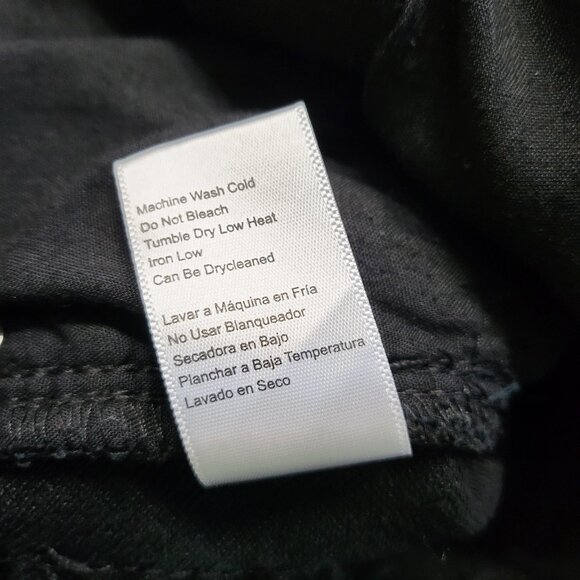 Machine Wash Cold
Do Not Bleach
Tumble Dry Low Heat
Iron Low
Can Be Drycleaned
Lavar a Máquina en Fría
No Usar Blanqueador
Secadora en Bajo
Planchar a Baja Temperatura
Lavado en Seco